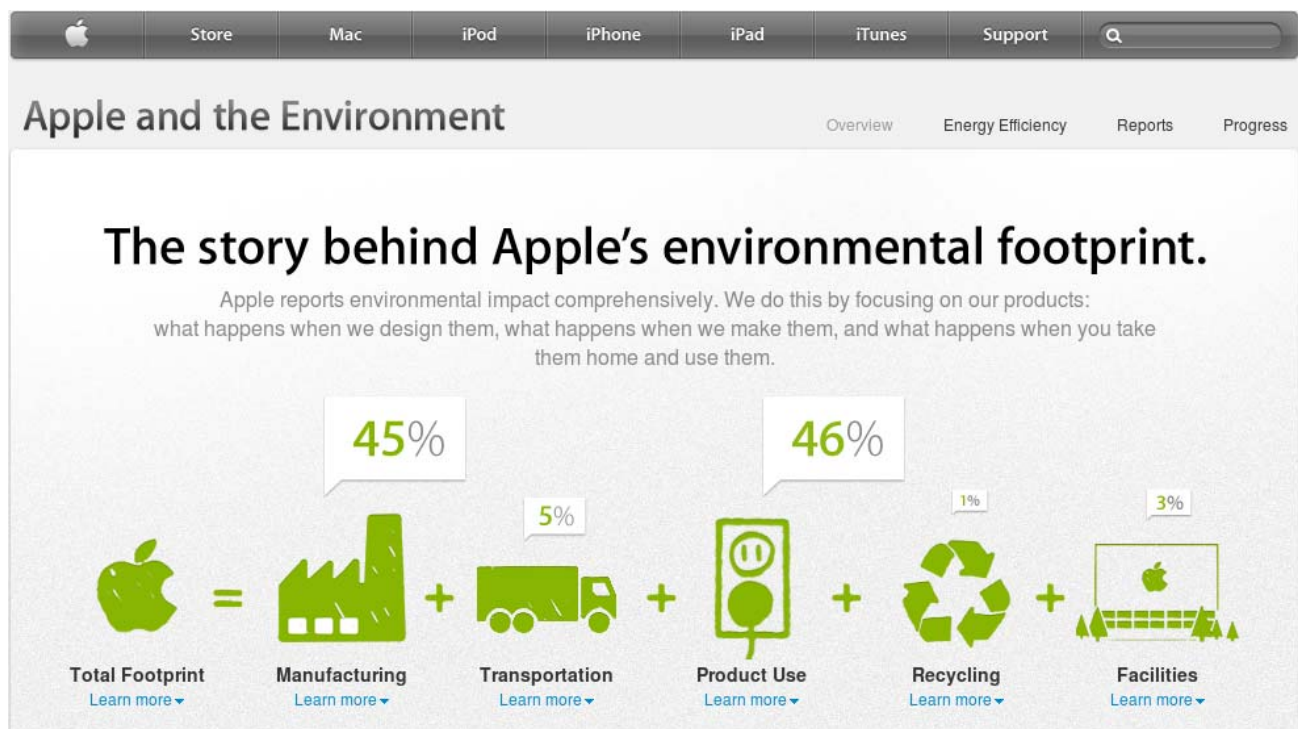 Store Mac iPod iPhone iPad iTunes Support
Apple and the Environment
Overview Energy Efficiency Reports Progress
The story behind Apple's environmental footprint.
Apple reports environmental impact comprehensively. We do this by focusing on our products:
what happens when we design them, what happens when we make them, and what happens when you take
them home and use them.
45% 46%
5% 1% 3%
= + + + +
Total Footprint Manufacturing Transportation Product Use Recycling Facilities
Learn more Learn more Learn more Learn more Learn more Learn more